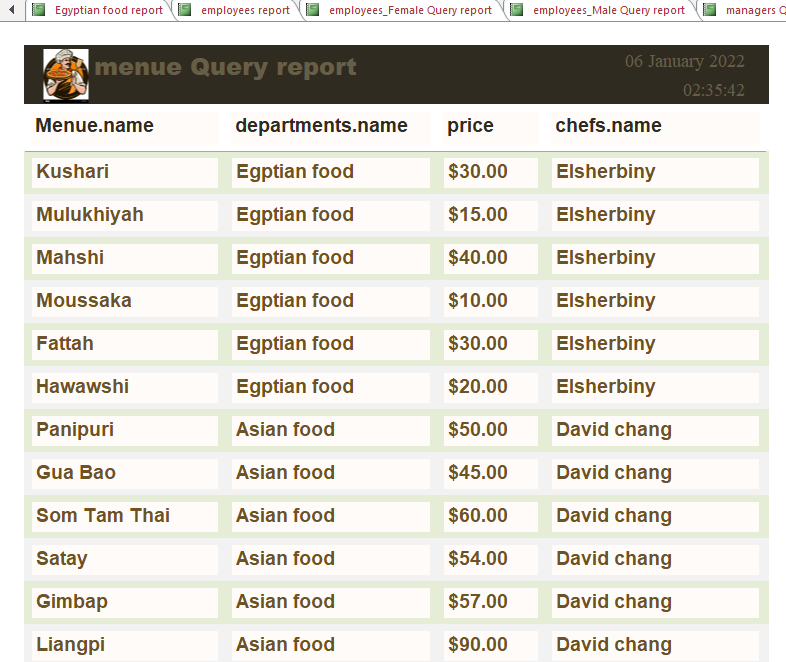 Egyptian food report employees report employees_Female Query report employees_Male Query report managers Q
menue Query report 06 January 2022
02:35:42
Menue.name departments.name price chefs.name
Kushari Egptian food $30.00 Elsherbiny
Mulukhiyah Egptian food $15.00 Elsherbiny
Mahshi Egptian food $40.00 Elsherbiny
Moussaka Egptian food $10.00 Elsherbiny
Fattah Egptian food $30.00 Elsherbiny
Hawawshi Egptian food $20.00 Elsherbiny
Panipuri Asian food $50.00 David chang
Gua Bao Asian food $45.00 David chang
Som Tam Thai Asian food $60.00 David chang
Satay Asian food $54.00 David chang
Gimbap Asian food $57.00 David chang
Liangpi Asian food $90.00 David chang